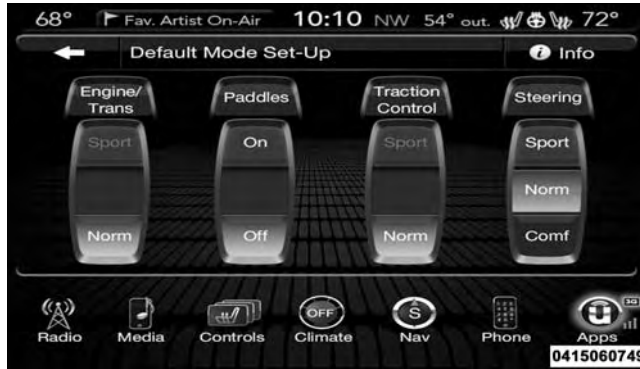 68° Fav. Artist On-Air 10:10 NW 54° out. 72°
Default Mode Set-Up Info
Engine/ Trans Paddles Traction Control Steering
Sport On Sport Sport
Norm
Norm Off Norm Comf
OFF S 3G
Radio Media Controls Climate Nav Phone Apps
0415060749